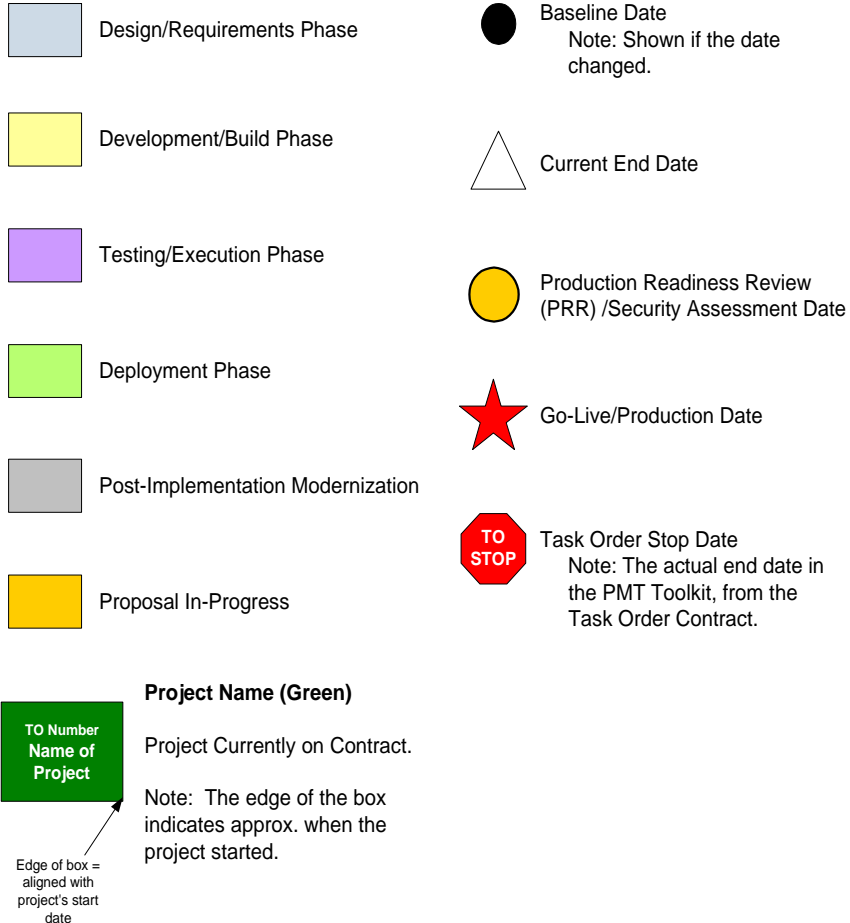 Design/Requirements Phase
Development/Build Phase
Testing/Execution Phase
Deployment Phase
Post-Implementation Modernization
Proposal In-Progress
Baseline Date
Note: Shown if the date
changed.
Current End Date
Production Readiness Review
(PRR) /Security Assessment Date
Go-Live/Production Date
TO
STOP
Task Order Stop Date
Note: The actual end date in
the PMT Toolkit, from the
Task Order Contract.
TO Number
Name of
Project
Edge of box =
aligned with
project's start
date
Project Name (Green)
Project Currently on Contract.
Note: The edge of the box
indicates approx. when the
project started.